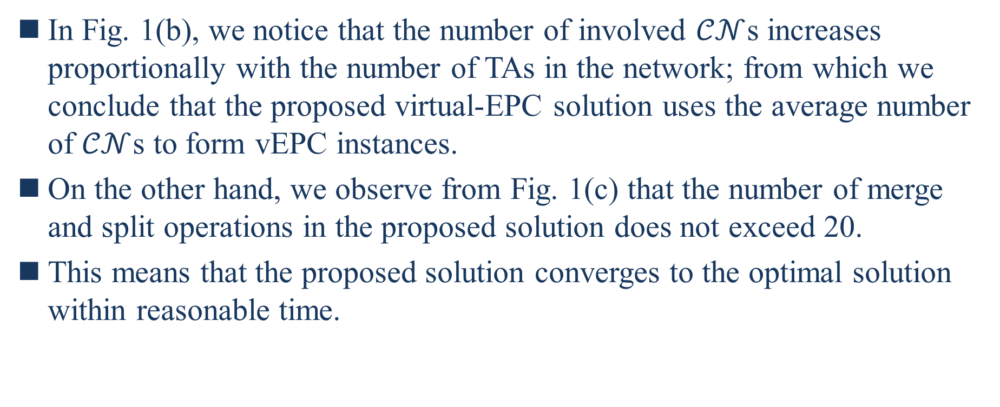 ■ In Fig. 1(b), we notice that the number of involved 𝒞𝒩s increases
proportionally with the number of TAs in the network; from which we
conclude that the proposed virtual-EPC solution uses the average number
of 𝒞𝒩s to form vEPC instances.
■ On the other hand, we observe from Fig. 1(c) that the number of merge
and split operations in the proposed solution does not exceed 20.
■ This means that the proposed solution converges to the optimal solution
within reasonable time.